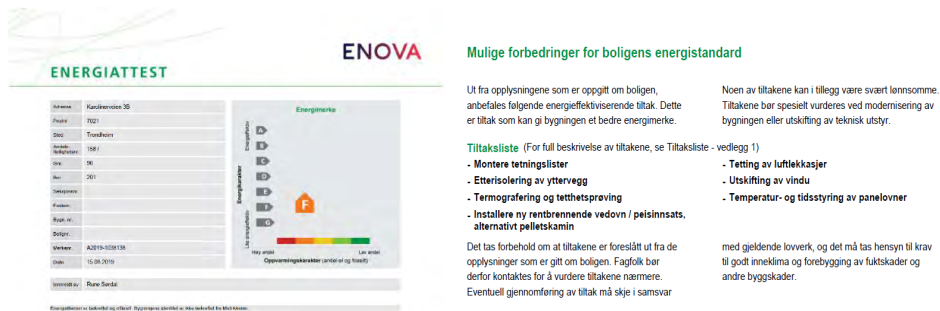 ENOVA
ENERGIATTEST
Adresse Karolinerveien 3B
Postnr 7021
Sted Trondheim
Gnr. 96
Bnr. 201
Seksjonsnr.
Festenr.
Bygn. nr.
Bolignr.
Merkenr. A2019-1038138
Dato 15.08.2019
Innmeldt av Rune Sørdal
Energimerke
Energieffektiv
A
B
C
D
E
F
G
F
Energikarakter
Lite energieffektiv
Høy andel
Lav andel
Oppvarmingskarakter (andel el og fossilt)
Mulige forbedringer for boligens energistandard
Ut fra opplysningene som er oppgitt om boligen,
anbefales følgende energieffektiviserende tiltak. Dette
er tiltak som kan gi bygningen et bedre energimerke.
Noen av tiltakene kan i tillegg være svært lønnsomme.
Tiltakene bør spesielt vurderes ved modernisering av
bygningen eller utskifting av teknisk utstyr.
Tiltaksliste (For full beskrivelse av tiltakene, se Tiltaksliste - vedlegg 1)
- Montere tetningslister
- Etterisolering av yttervegg
- Termografering og tetthetsprøving
- Installere ny rentbrennende vedovn / peisinnsats,
alternativt pelletskamin
- Tetting av luftlekkasjer
- Utskifting av vindu
- Temperatur- og tidsstyring av panelovner
Det tas forbehold om at tiltakene er foreslått ut fra de
opplysninger som er gitt om boligen. Fagfolk bør
derfor kontaktes for å vurdere tiltakene nærmere.
Eventuell gjennomføring av tiltak må skje i samsvar
med gjeldende lovverk, og det må tas hensyn til krav
til godt inneklima og forebygging av fuktskader og
andre byggskader.